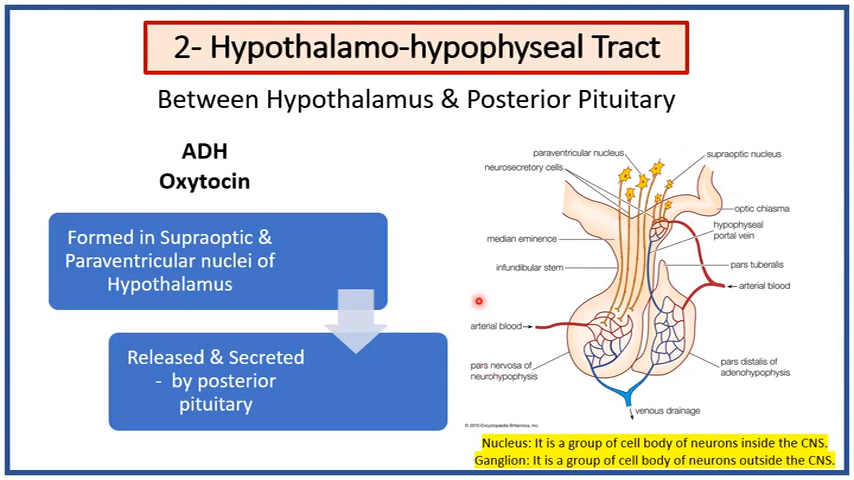 2- Hypothalamo-hypophyseal Tract
Between Hypothalamus & Posterior Pituitary
ADH
Oxytocin
Formed in Supraoptic &
Paraventricular nuclei of
Hypothalamus
Released & Secreted
- by posterior
pituitary
paraventricular nucleus
neurosecretory cells
supraoptic nucleus
optic chiasma
hypophyseal
portal vein
median eminence
infundibular stem
pars tuberalis
arterial blood
arterial blood
pars nervosa of
neurohypophysis
pars distalis of
adenohypophysis
venous drainage
© 2010 Encyclopædia Britannica, Inc.
Nucleus: It is a group of cell body of neurons inside the CNS.
Ganglion: It is a group of cell body of neurons outside the CNS.